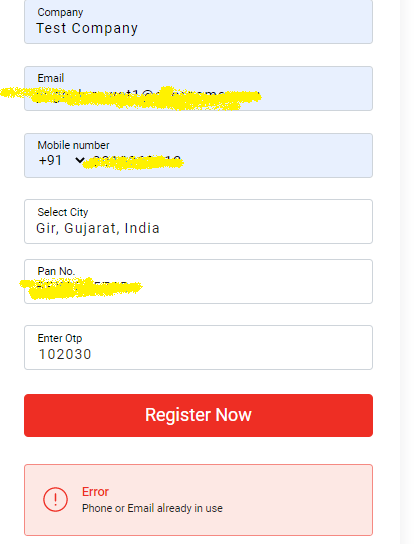 Company
Test Company
Email
Mobile number
+91
Select City
Gir, Gujarat, India
Pan No.
Enter Otp
102030
Register Now
Error
Phone or Email already in use